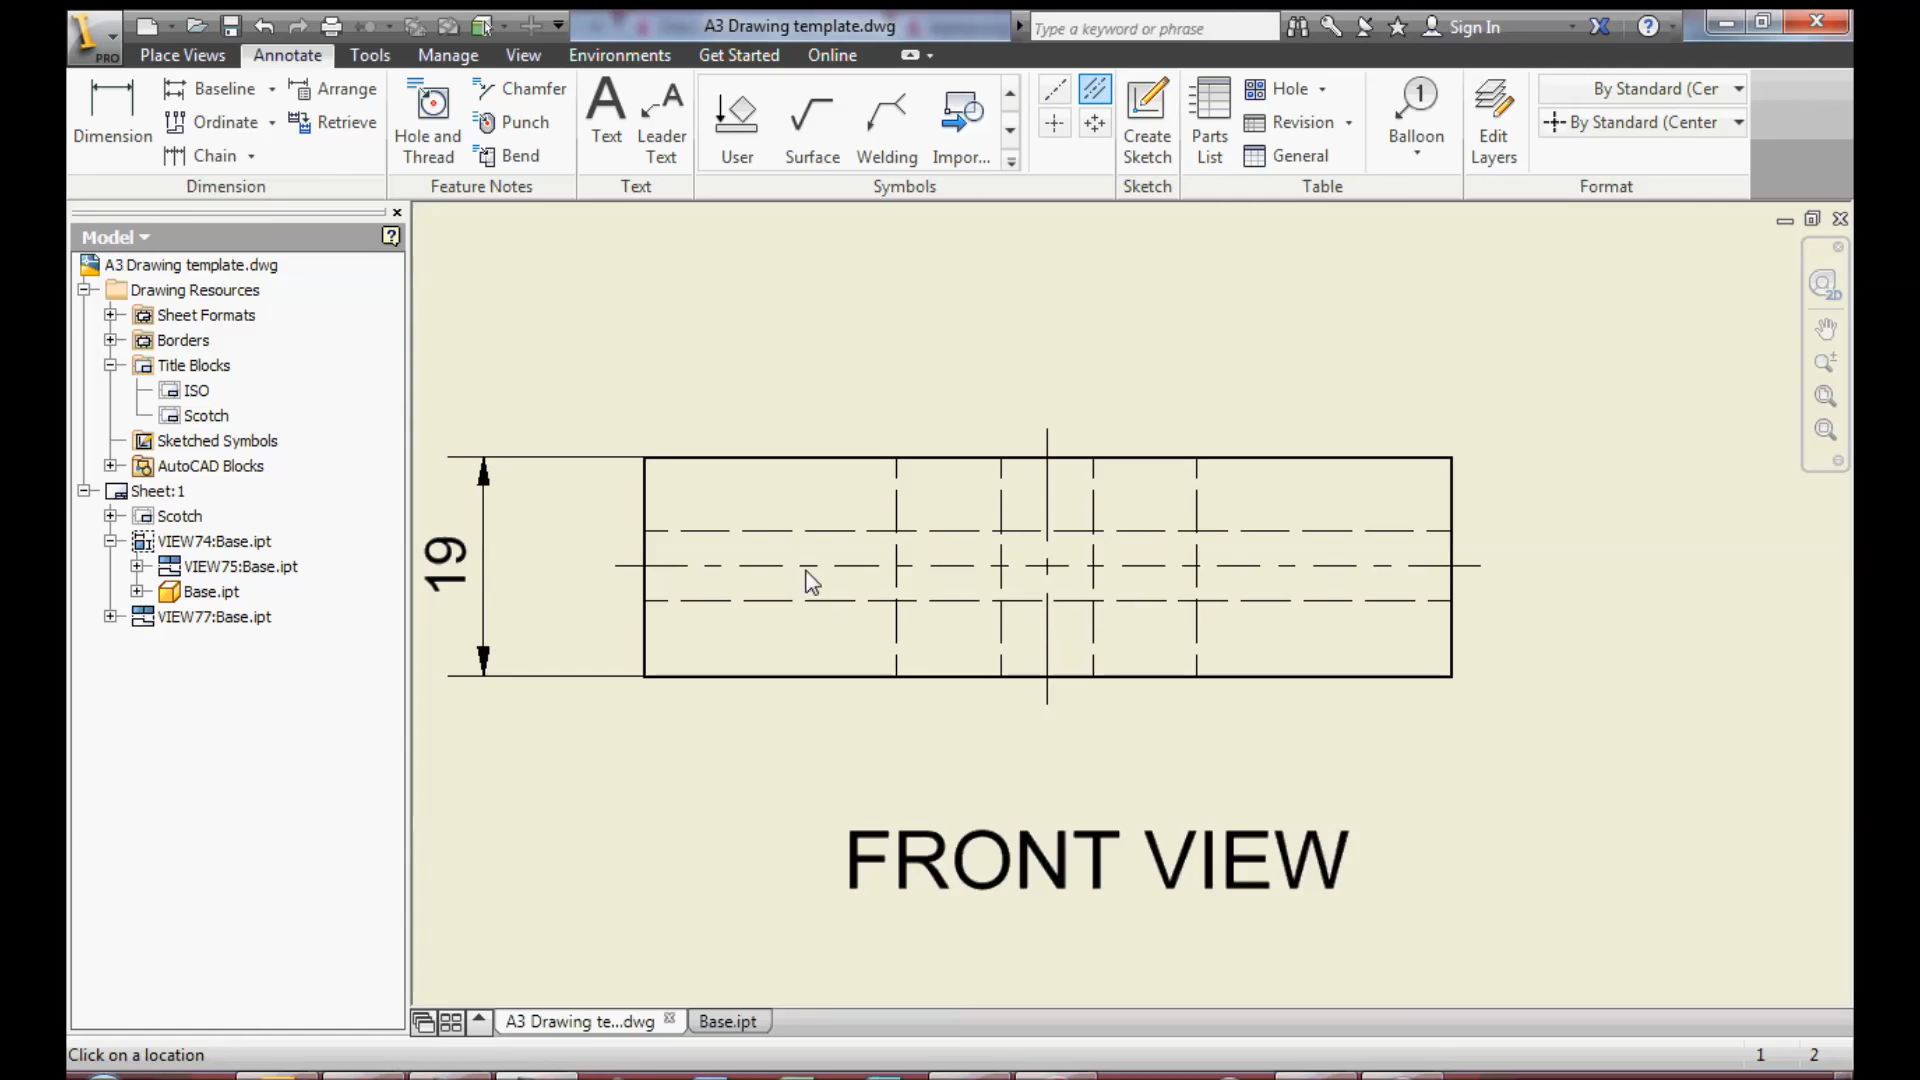 A3 Drawing template.dwg
Type a keyword or phrase
Sign In
PRO
Place Views
Annotate
Tools
Manage
View
Environments
Get Started
Online
Dimension
Baseline
Ordinate
Chain
Arrange
Retrieve
Dimension
Hole and
Thread
Chamfer
Punch
Bend
Feature Notes
A
Text
A
Leader
Text
Text
User
Surface
Welding
Impor...
Symbols
Create
Sketch
Sketch
Parts
List
Hole
Revision
General
Table
1
Balloon
Edit
Layers
By Standard (Cer
By Standard (Center
Format
Model
A3 Drawing template.dwg
Drawing Resources
Sheet Formats
Borders
Title Blocks
ISO
Scotch
Sketched Symbols
AutoCAD Blocks
Sheet:1
Scotch
VIEW74:Base.ipt
VIEW75:Base.ipt
Base.ipt
VIEW77:Base.ipt
2D
19
FRONT VIEW
A3 Drawing te...dwg
Base.ipt
Click on a location
1
2